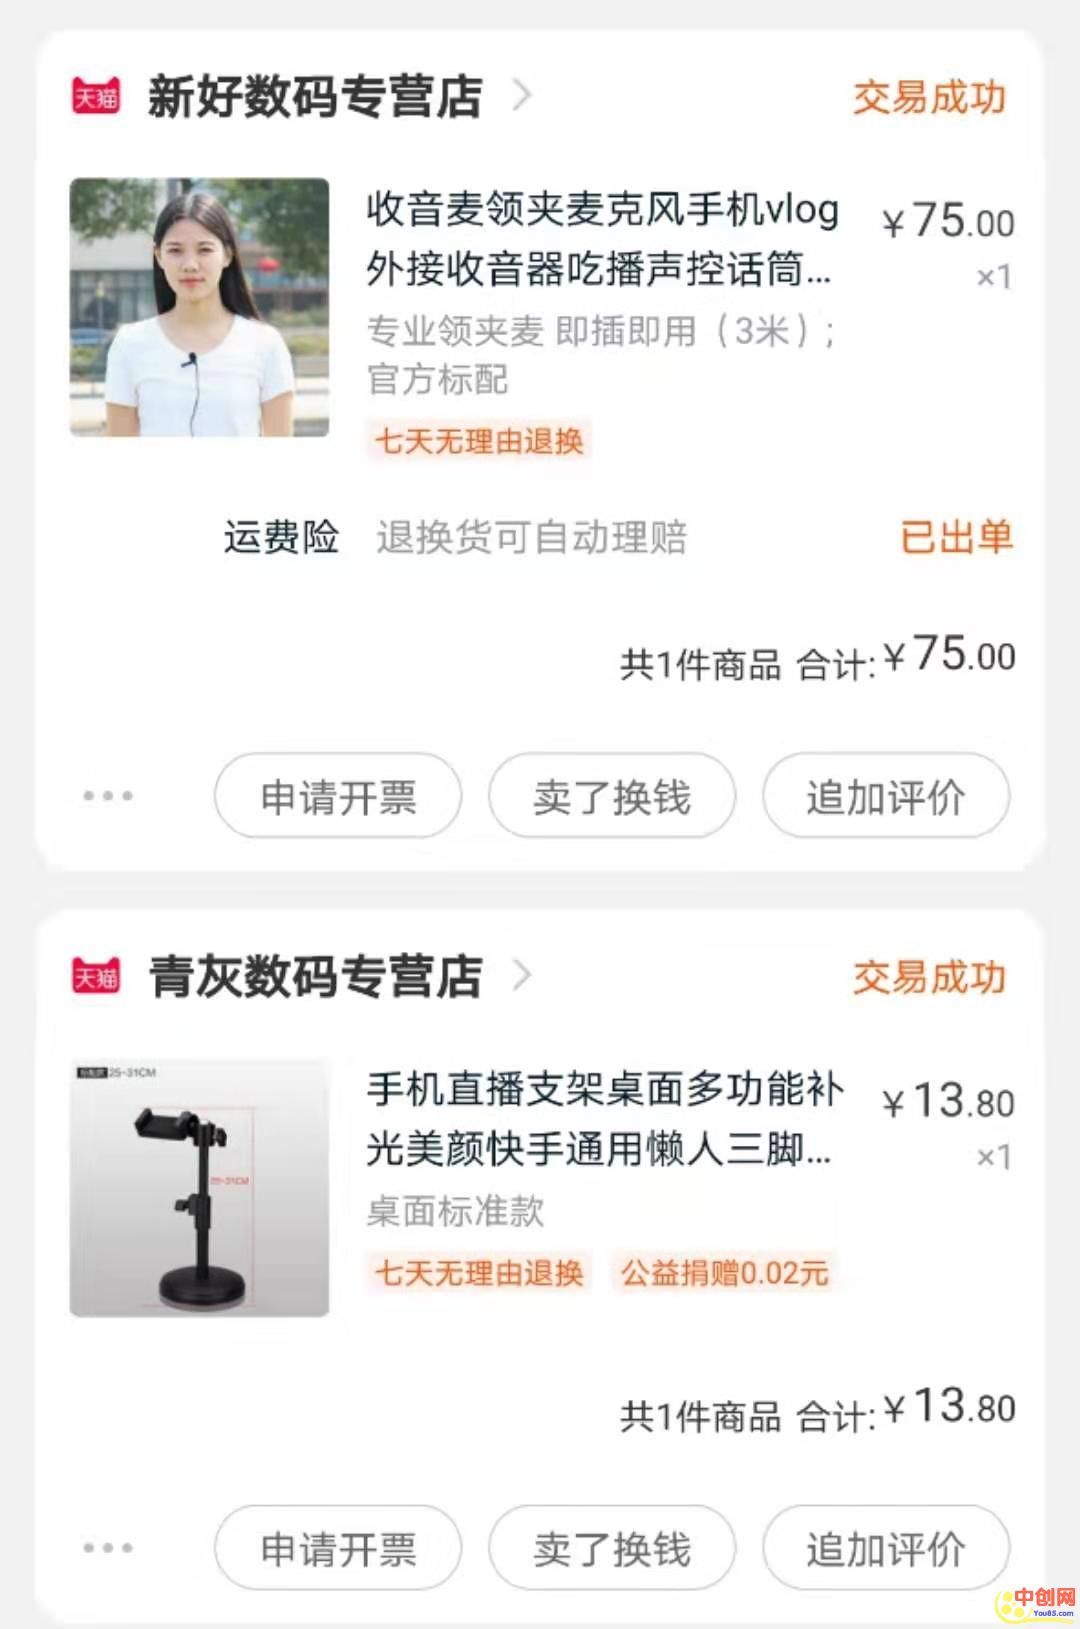 天猫 新好数码专营店 交易成功
收音麦领夹麦克风手机vlog ￥75.00
外接收音器吃播声控话筒... ×1
专业领夹麦 即插即用（3米）;
官方标配
七天无理由退换
运费险 退换货可自动理赔 已出单
共1件商品 合计:￥75.00
申请开票 卖了换钱 追加评价
天猫 青灰数码专营店 交易成功
25-31CM
手机直播支架桌面多功能补 ￥13.80
光美颜快手通用懒人三脚... ×1
25-31CM
桌面标准款
七天无理由退换 公益捐赠0.02元
共1件商品 合计:￥13.80
申请开票 卖了换钱 追加评价
中创网
You85.com